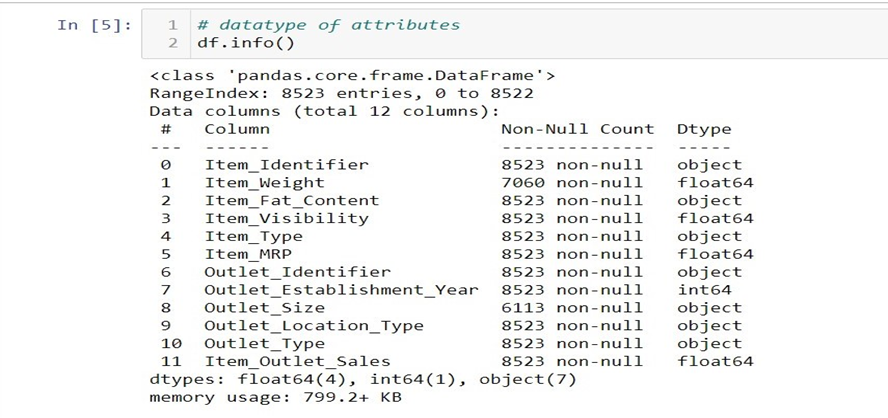 In [5]:
1 # datatype of attributes
2 df.info()
<class 'pandas.core.frame.DataFrame'>
RangeIndex: 8523 entries, 0 to 8522
Data columns (total 12 columns):
# Column Non-Null Count Dtype
--- ------ -------------- -----
0 Item_Identifier 8523 non-null object
1 Item_Weight 7060 non-null float64
2 Item_Fat_Content 8523 non-null object
3 Item_Visibility 8523 non-null float64
4 Item_Type 8523 non-null object
5 Item_MRP 8523 non-null float64
6 Outlet_Identifier 8523 non-null object
7 Outlet_Establishment_Year 8523 non-null int64
8 Outlet_Size 6113 non-null object
9 Outlet_Location_Type 8523 non-null object
10 Outlet_Type 8523 non-null object
11 Item_Outlet_Sales 8523 non-null float64
dtypes: float64(4), int64(1), object(7)
memory usage: 799.2+ KB